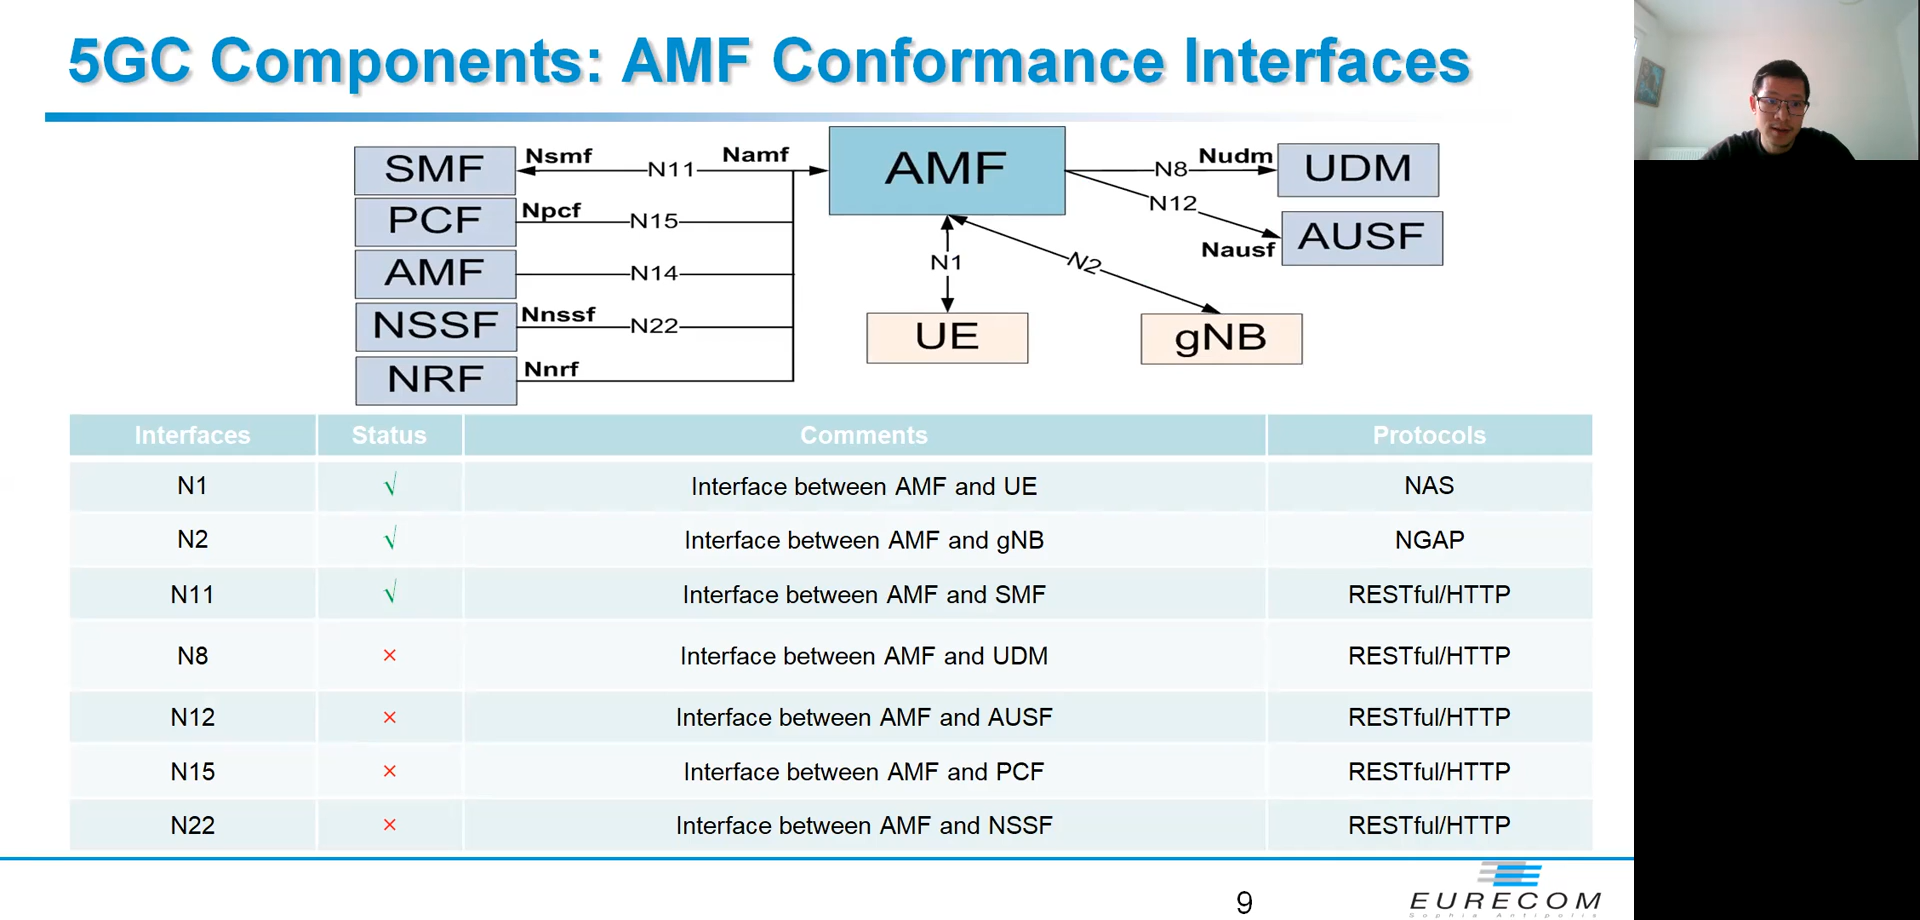 5GC Components: AMF Conformance Interfaces
SMF
Nsmf
N11
Namf
AMF
N8
Nudm
UDM
PCF
Npcf
N15
N12
Nausf
AUSF
AMF
N14
N1
N2
NSSF
Nnssf
N22
UE
gNB
NRF
Nnrf
Interfaces Status Comments Protocols
N1 √ Interface between AMF and UE NAS
N2 √ Interface between AMF and gNB NGAP
N11 √ Interface between AMF and SMF RESTful/HTTP
N8 × Interface between AMF and UDM RESTful/HTTP
N12 × Interface between AMF and AUSF RESTful/HTTP
N15 × Interface between AMF and PCF RESTful/HTTP
N22 × Interface between AMF and NSSF RESTful/HTTP
9
EURECOM
Sophia Antipolis